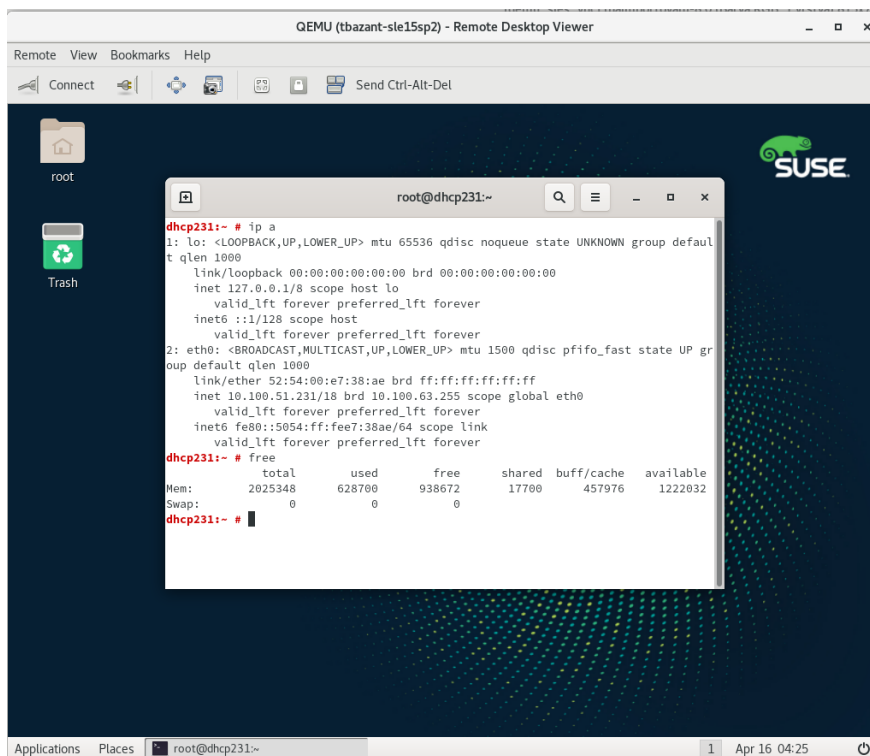 QEMU (tbazant-sle15sp2) - Remote Desktop Viewer
Remote View Bookmarks Help
Connect Send Ctrl-Alt-Del
root
SUSE
Trash
root@dhcp231:~
dhcp231:~ # ip a
1: lo: <LOOPBACK,UP,LOWER_UP> mtu 65536 qdisc noqueue state UNKNOWN group defaul
t qlen 1000
    link/loopback 00:00:00:00:00:00 brd 00:00:00:00:00:00
    inet 127.0.0.1/8 scope host lo
       valid_lft forever preferred_lft forever
    inet6 ::1/128 scope host
       valid_lft forever preferred_lft forever
2: eth0: <BROADCAST,MULTICAST,UP,LOWER_UP> mtu 1500 qdisc pfifo_fast state UP gr
oup default qlen 1000
    link/ether 52:54:00:e7:38:ae brd ff:ff:ff:ff:ff:ff
    inet 10.100.51.231/18 brd 10.100.63.255 scope global eth0
       valid_lft forever preferred_lft forever
    inet6 fe80::5054:ff:fee7:38ae/64 scope link
       valid_lft forever preferred_lft forever
dhcp231:~ # free
              total        used        free      shared  buff/cache   available
Mem:        2025348      628700      938672       17700      457976     1222032
Swap:             0           0           0
dhcp231:~ #
Applications Places root@dhcp231:~ 1 Apr 16 04:25